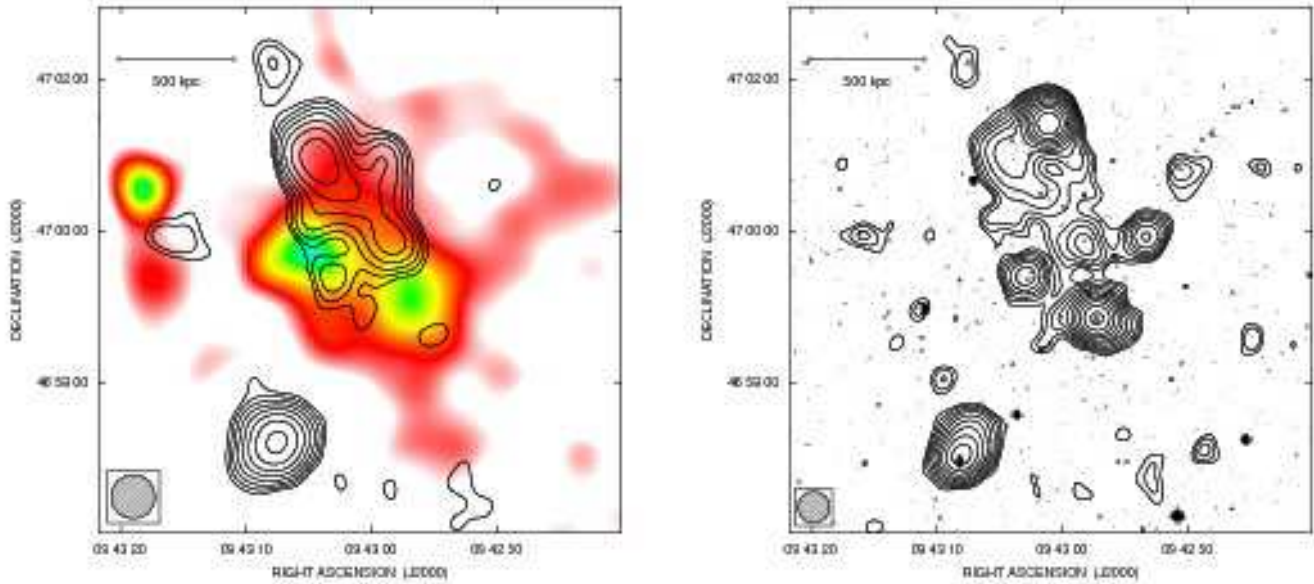 500 kpc
47 02 00
47 00 00
46 58 00
DECLINATION (J2000)
09 43 20
09 43 10
09 43 00
09 42 50
RIGHT ASCENSION (J2000)
500 kpc
47 02 00
47 00 00
46 58 00
DECLINATION (J2000)
09 43 20
09 43 10
09 43 00
09 42 50
RIGHT ASCENSION (J2000)